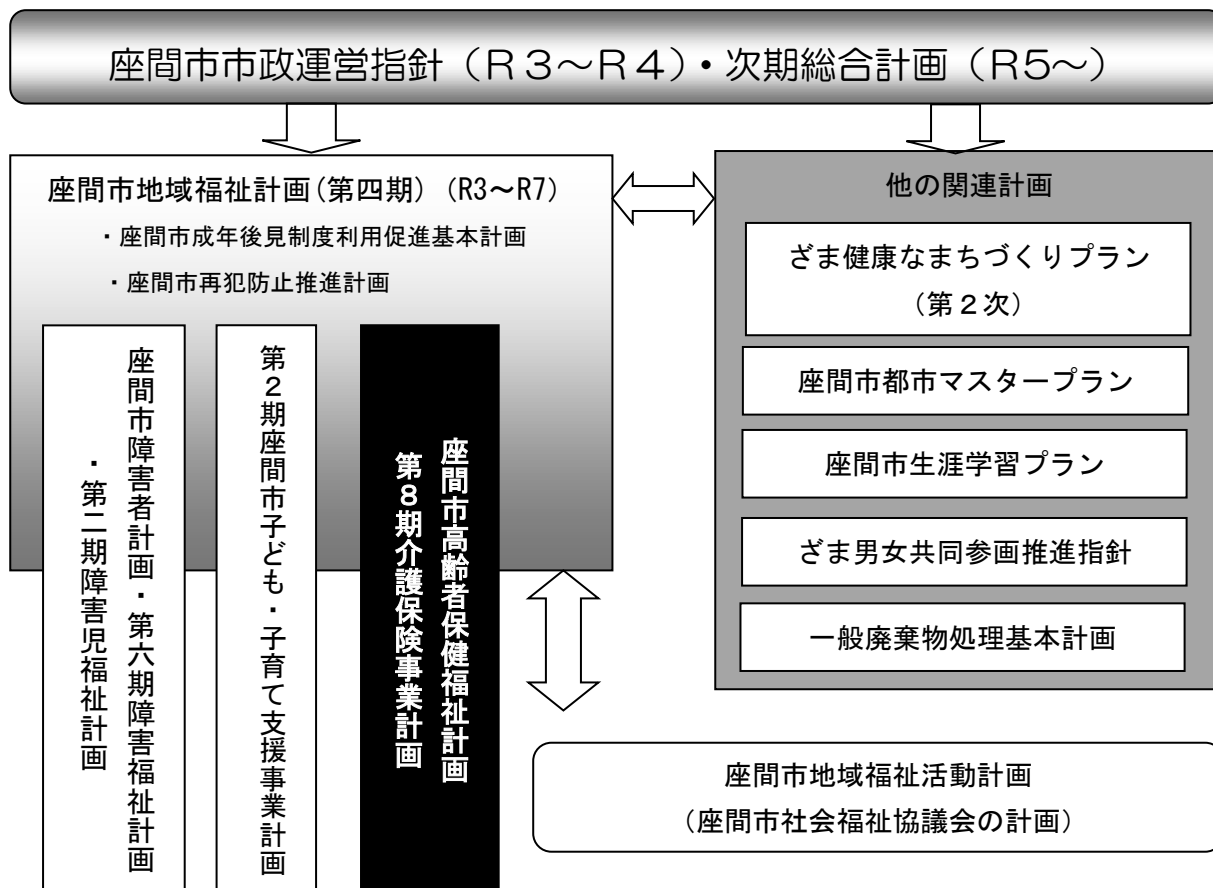 座間市市政運営指針（Ｒ３～Ｒ４）・次期総合計画（R5～）
座間市地域福祉計画(第四期)（R3～R7）
・座間市成年後見制度利用促進基本計画
・座間市再犯防止推進計画
座間市障害者計画・第六期障害福祉計画
・第二期障害児福祉計画
第２期座間市子ども・子育て支援事業計画
座間市高齢者保健福祉計画
第８期介護保険事業計画
他の関連計画
ざま健康なまちづくりプラン
（第２次）
座間市都市マスタープラン
座間市生涯学習プラン
ざま男女共同参画推進指針
一般廃棄物処理基本計画
座間市地域福祉活動計画
（座間市社会福祉協議会の計画）